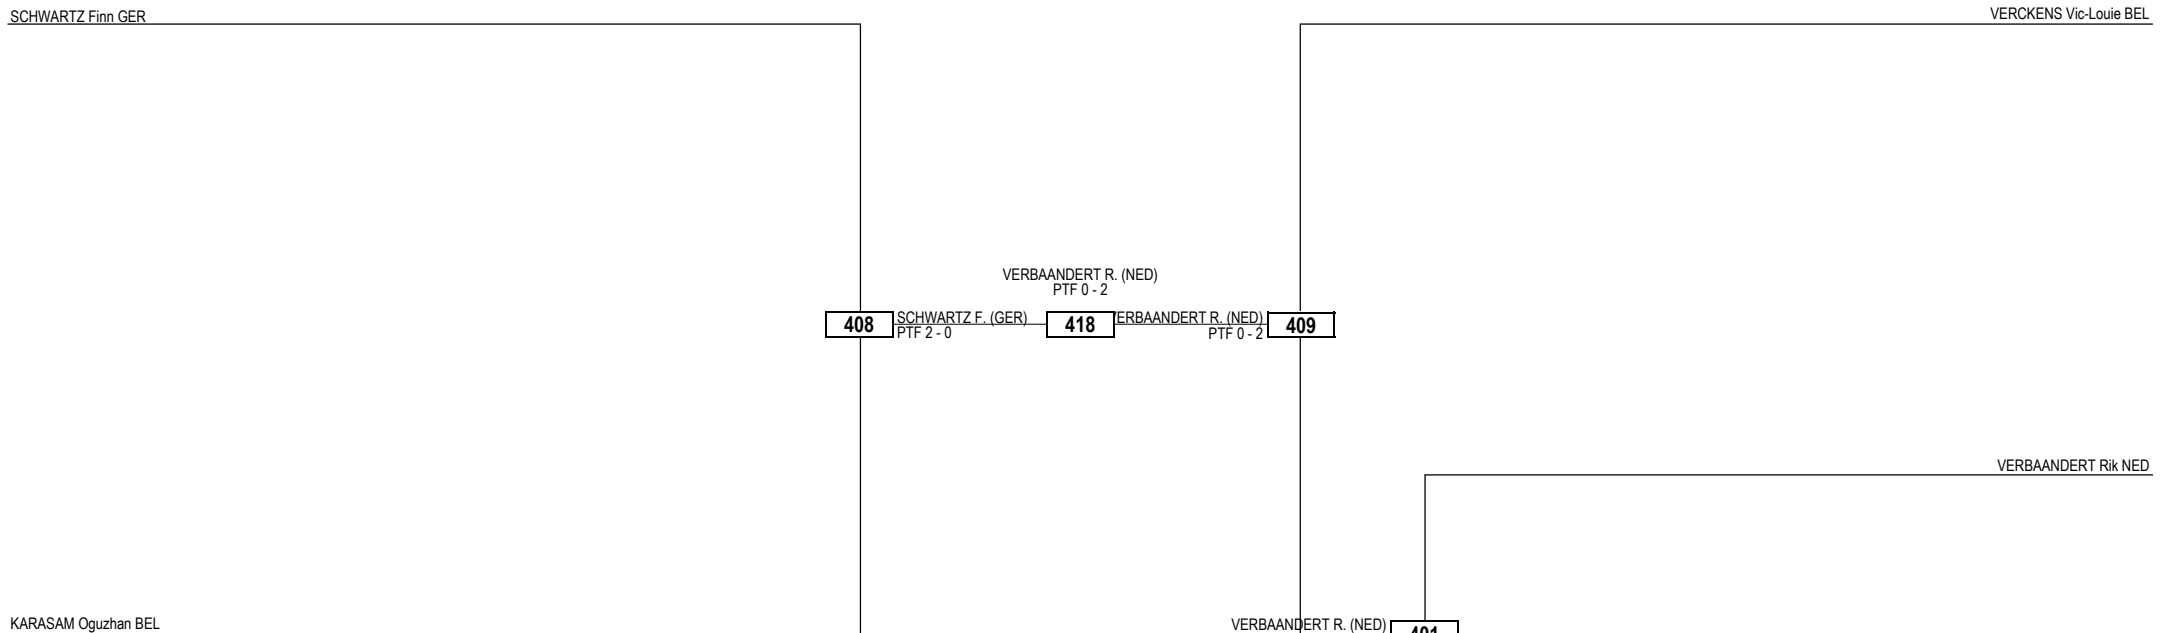 SCHWARTZ Finn GER
VERCKENS Vic-Louie BEL
VERBAANDERT R. (NED)
PTF 0 - 2
408
SCHWARTZ F. (GER)
PTF 2 - 0
418
VERBAANDERT R. (NED)
PTF 0 - 2
409
VERBAANDERT Rik NED
KARASAM Oguzhan BEL
VERBAANDERT R. (NED)
401